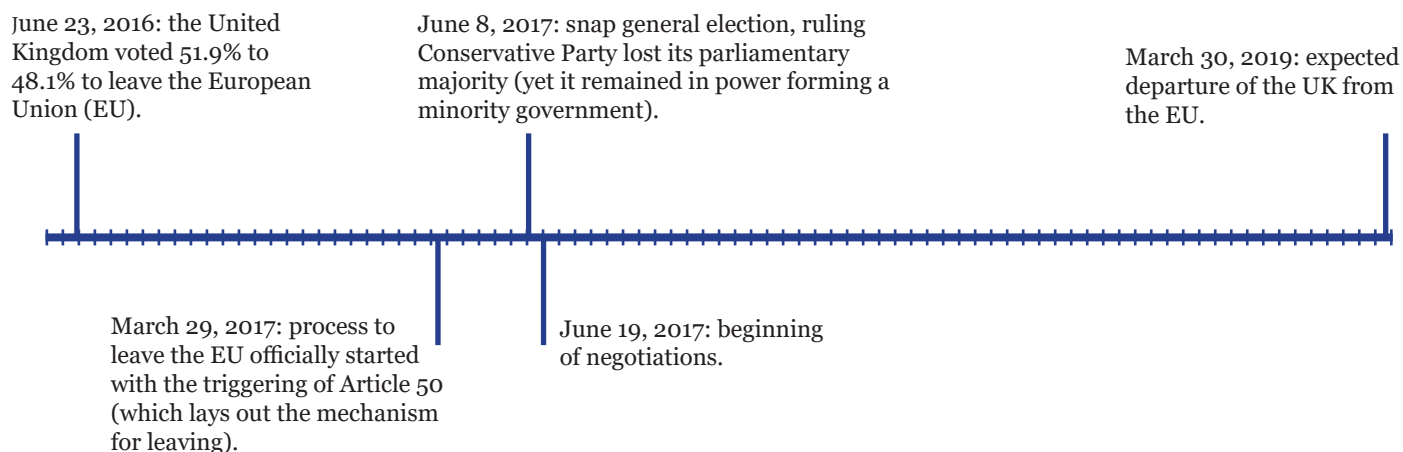 June 23, 2016: the United
Kingdom voted 51.9% to
48.1% to leave the European
Union (EU).
June 8, 2017: snap general election, ruling
Conservative Party lost its parliamentary
majority (yet it remained in power forming a
minority government).
March 30, 2019: expected
departure of the UK from
the EU.
March 29, 2017: process to
leave the EU officially started
with the triggering of Article 50
(which lays out the mechanism
for leaving).
June 19, 2017: beginning
of negotiations.